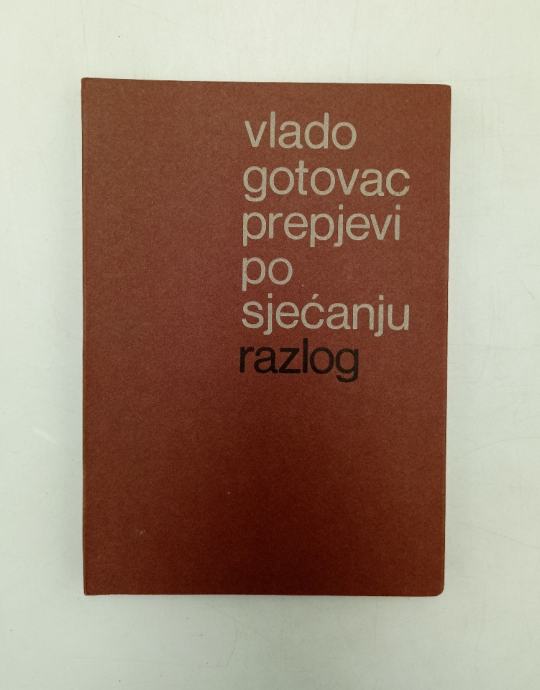 vlado
gotovac
prepjevi
po
sjećanju
razlog